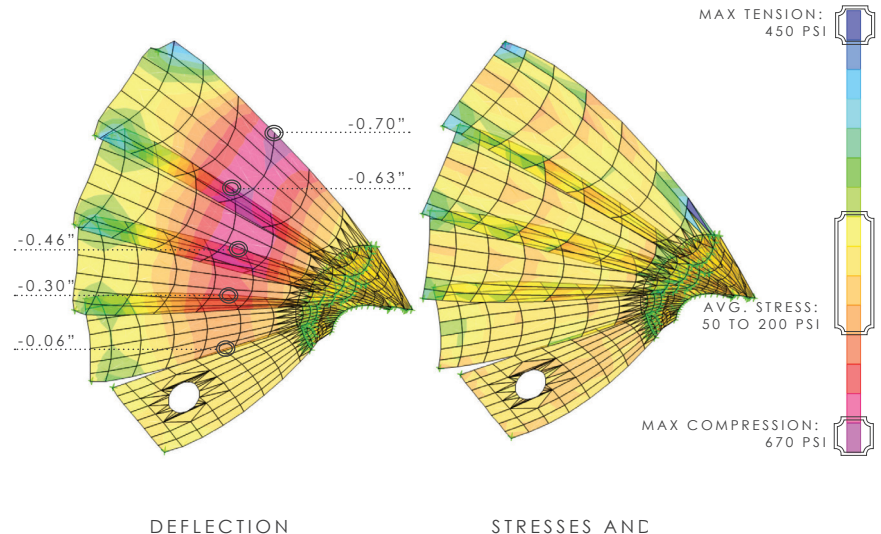 MAX TENSION:
450 PSI
-0.70"
-0.63"
-0.46"
-0.30"
-0.06"
AVG. STRESS:
50 TO 200 PSI
MAX COMPRESSION:
670 PSI
DEFLECTION
STRESSES AND